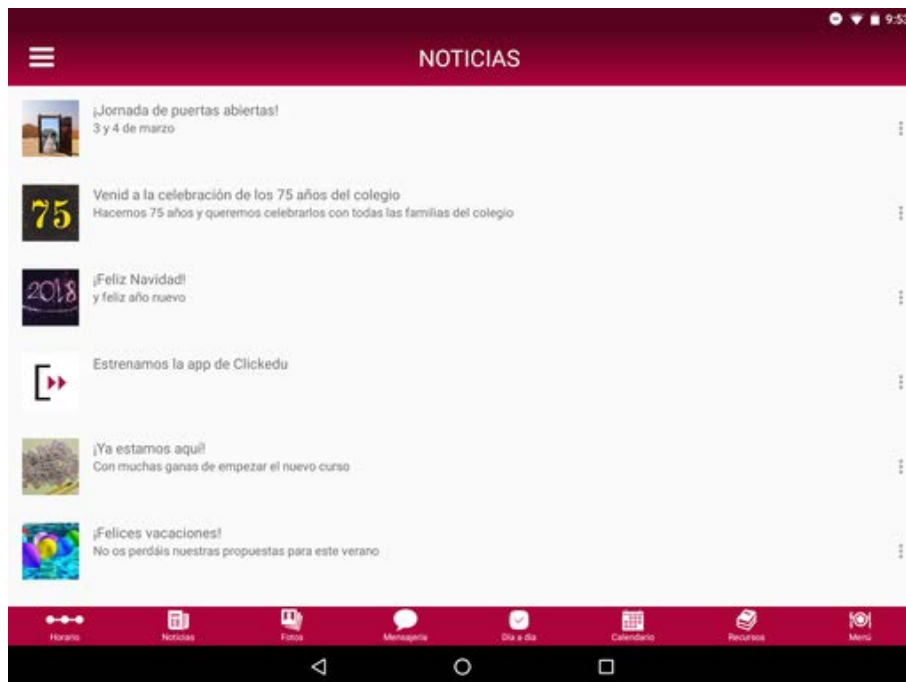 9:53
NOTICIAS
¡Jornada de puertas abiertas!
3 y 4 de marzo
75
Venid a la celebración de los 75 años del colegio
Hacemos 75 años y queremos celebrarlos con todas las familias del colegio
2018
¡Feliz Navidad!
y feliz año nuevo
Estrenamos la app de Clickedu
¡Ya estamos aquí!
Con muchas ganas de empezar el nuevo curso
¡Felices vacaciones!
No os perdáis nuestras propuestas para este verano
Horario Noticias Fotos Mensajería Día a día Calendario Recursos Menú